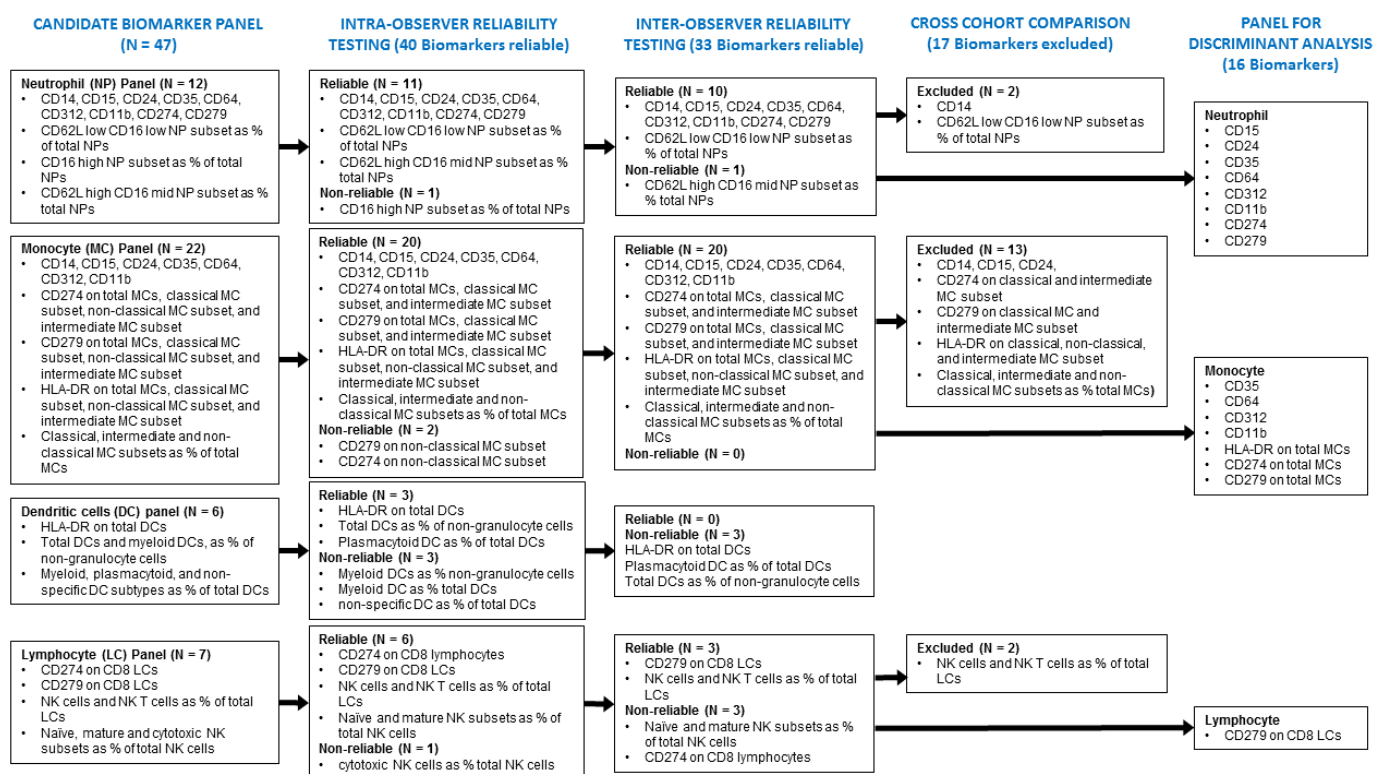 CANDIDATE BIOMARKER PANEL
(N = 47)
INTRA-OBSERVER RELIABILITY
TESTING (40 Biomarkers reliable)
INTER-OBSERVER RELIABILITY
TESTING (33 Biomarkers reliable)
CROSS COHORT COMPARISON
(17 Biomarkers excluded)
PANEL FOR
DISCRIMINANT ANALYSIS
(16 Biomarkers)
Neutrophil (NP) Panel (N = 12)
• CD14, CD15, CD24, CD35, CD64,
CD312, CD11b, CD274, CD279
• CD62L low CD16 low NP subset as %
of total NPs
• CD16 high NP subset as % of total
NPs
• CD62L high CD16 mid NP subset as %
total NPs
Reliable (N = 11)
• CD14, CD15, CD24, CD35, CD64,
CD312, CD11b, CD274, CD279
• CD62L low CD16 low NP subset as %
of total NPs
• CD62L high CD16 mid NP subset as %
total NPs
Non-reliable (N = 1)
• CD16 high NP subset as % of total NPs
Reliable (N = 10)
• CD14, CD15, CD24, CD35, CD64,
CD312, CD11b, CD274, CD279
• CD62L low CD16 low NP subset as
% of total NPs
Non-reliable (N = 1)
• CD62L high CD16 mid NP subset as
% total NPs
Excluded (N = 2)
• CD14
• CD62L low CD16 low NP subset as %
of total NPs
Neutrophil
• CD15
• CD24
• CD35
• CD64
• CD312
• CD11b
• CD274
• CD279
Monocyte (MC) Panel (N = 22)
• CD14, CD15, CD24, CD35, CD64,
CD312, CD11b
• CD274 on total MCs, classical MC
subset, non-classical MC subset, and
intermediate MC subset
• CD279 on total MCs, classical MC
subset, non-classical MC subset, and
intermediate MC subset
• HLA-DR on total MCs, classical MC
subset, non-classical MC subset, and
intermediate MC subset
• Classical, intermediate and non-
classical MC subsets as % of total
MCs
Reliable (N = 20)
• CD14, CD15, CD24, CD35, CD64,
CD312, CD11b
• CD274 on total MCs, classical MC
subset, and intermediate MC subset
• CD279 on total MCs, classical MC
subset, and intermediate MC subset
• HLA-DR on total MCs, classical MC
subset, non-classical MC subset, and
intermediate MC subset
• Classical, intermediate and non-
classical MC subsets as % of total MCs
Non-reliable (N = 2)
• CD279 on non-classical MC subset
• CD274 on non-classical MC subset
Reliable (N = 20)
• CD14, CD15, CD24, CD35, CD64,
CD312, CD11b
• CD274 on total MCs, classical MC
subset, and intermediate MC subset
• CD279 on total MCs, classical MC
subset, and intermediate MC subset
• HLA-DR on total MCs, classical MC
subset, non-classical MC subset, and
intermediate MC subset
• Classical, intermediate and non-
classical MC subsets as % of total
MCs
Non-reliable (N = 0)
Excluded (N = 13)
• CD14, CD15, CD24,
• CD274 on classical and intermediate
MC subset
• CD279 on classical MC and
intermediate MC subset
• HLA-DR on classical, non-classical,
and intermediate MC subset
• Classical, intermediate and non-
classical MC subsets as % total MCs)
Monocyte
• CD35
• CD64
• CD312
• CD11b
• HLA-DR on total MCs
• CD274 on total MCs
• CD279 on total MCs
Dendritic cells (DC) panel (N = 6)
• HLA-DR on total DCs
• Total DCs and myeloid DCs, as % of
non-granulocyte cells
• Myeloid, plasmacytoid, and non-
specific DC subtypes as % of total DCs
Reliable (N = 3)
• HLA-DR on total DCs
• Total DCs as % of non-granulocyte cells
• Plasmacytoid DC as % of total DCs
Non-reliable (N = 3)
• Myeloid DCs as % non-granulocyte cells
• Myeloid DC as % total DCs
• non-specific DC as % of total DCs
Reliable (N = 0)
Non-reliable (N = 3)
HLA-DR on total DCs
Plasmacytoid DC as % of total DCs
Total DCs as % of non-granulocyte cells
Lymphocyte (LC) Panel (N = 7)
• CD274 on CD8 LCs
• CD279 on CD8 LCs
• NK cells and NK T cells as % of total
LCs
• Naïve, mature and cytotoxic NK
subsets as % of total NK cells
Reliable (N = 6)
• CD274 on CD8 lymphocytes
• CD279 on CD8 LCs
• NK cells and NK T cells as % of total
LCs
• Naïve and mature NK subsets as % of
total NK cells
Non-reliable (N = 1)
• cytotoxic NK cells as % total NK cells
Reliable (N = 3)
• CD279 on CD8 LCs
• NK cells and NK T cells as % of total
LCs
Non-reliable (N = 3)
• Naïve and mature NK subsets as %
of total NK cells
• CD274 on CD8 lymphocytes
Excluded (N = 2)
• NK cells and NK T cells as % of total
LCs
Lymphocyte
• CD279 on CD8 LCs